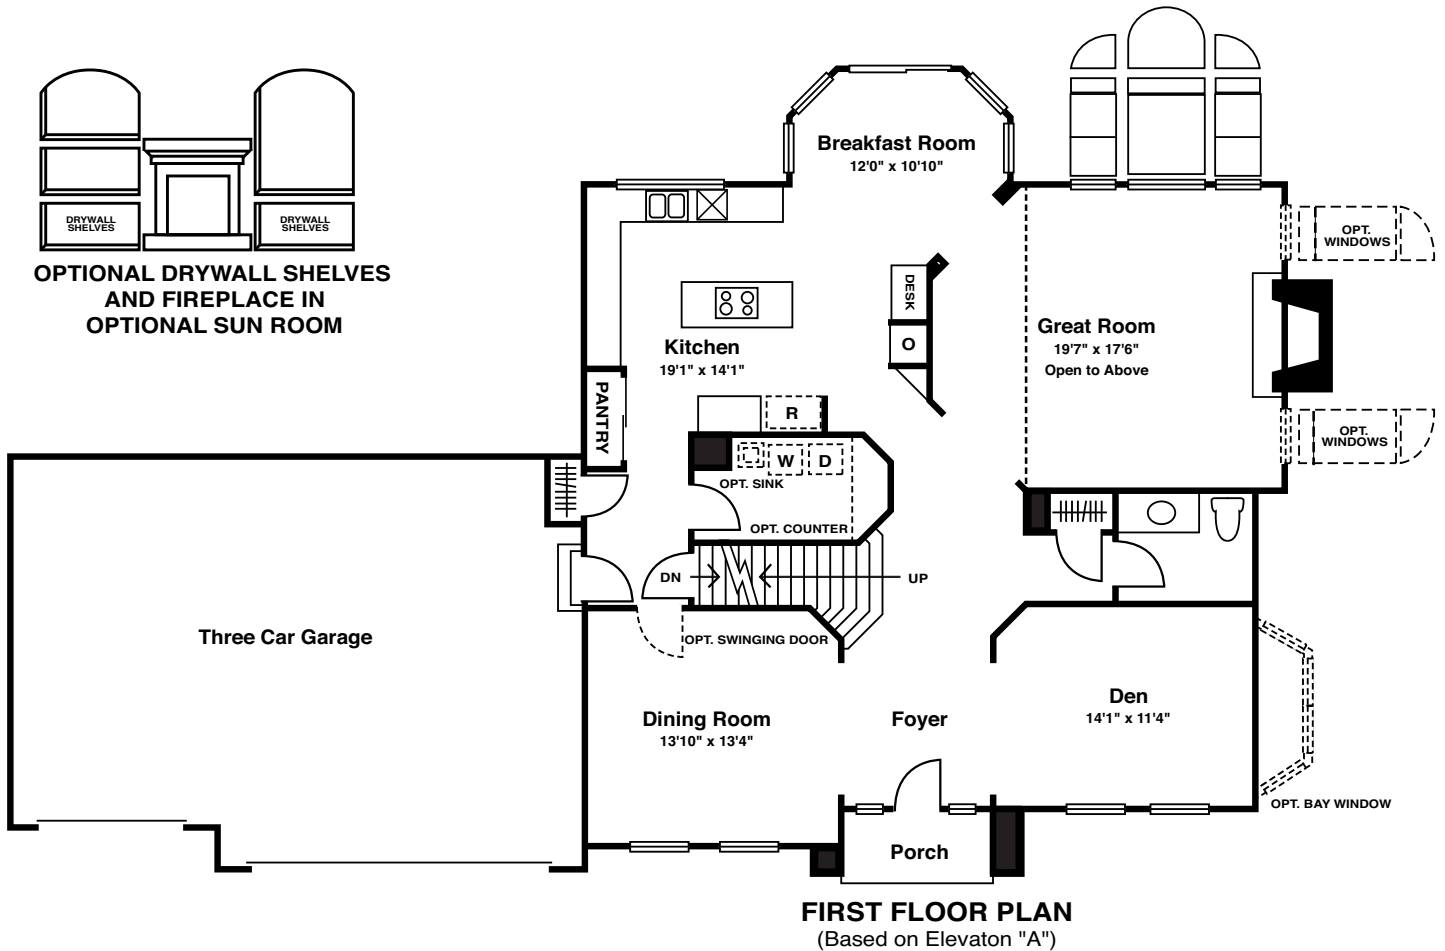 DRYWALL
SHELVES
DRYWALL
SHELVES
OPTIONAL DRYWALL SHELVES
AND FIREPLACE IN
OPTIONAL SUN ROOM
Breakfast Room
12'0" x 10'10"
OPT.
WINDOWS
DESK
O
Great Room
19'7" x 17'6"
Open to Above
Kitchen
19'1" x 14'1"
PANTRY
R
OPT.
WINDOWS
W
D
OPT. SINK
OPT. COUNTER
DN
UP
Three Car Garage
OPT. SWINGING DOOR
Dining Room
13'10" x 13'4"
Foyer
Den
14'1" x 11'4"
OPT. BAY WINDOW
Porch
FIRST FLOOR PLAN
(Based on Elevaton "A")